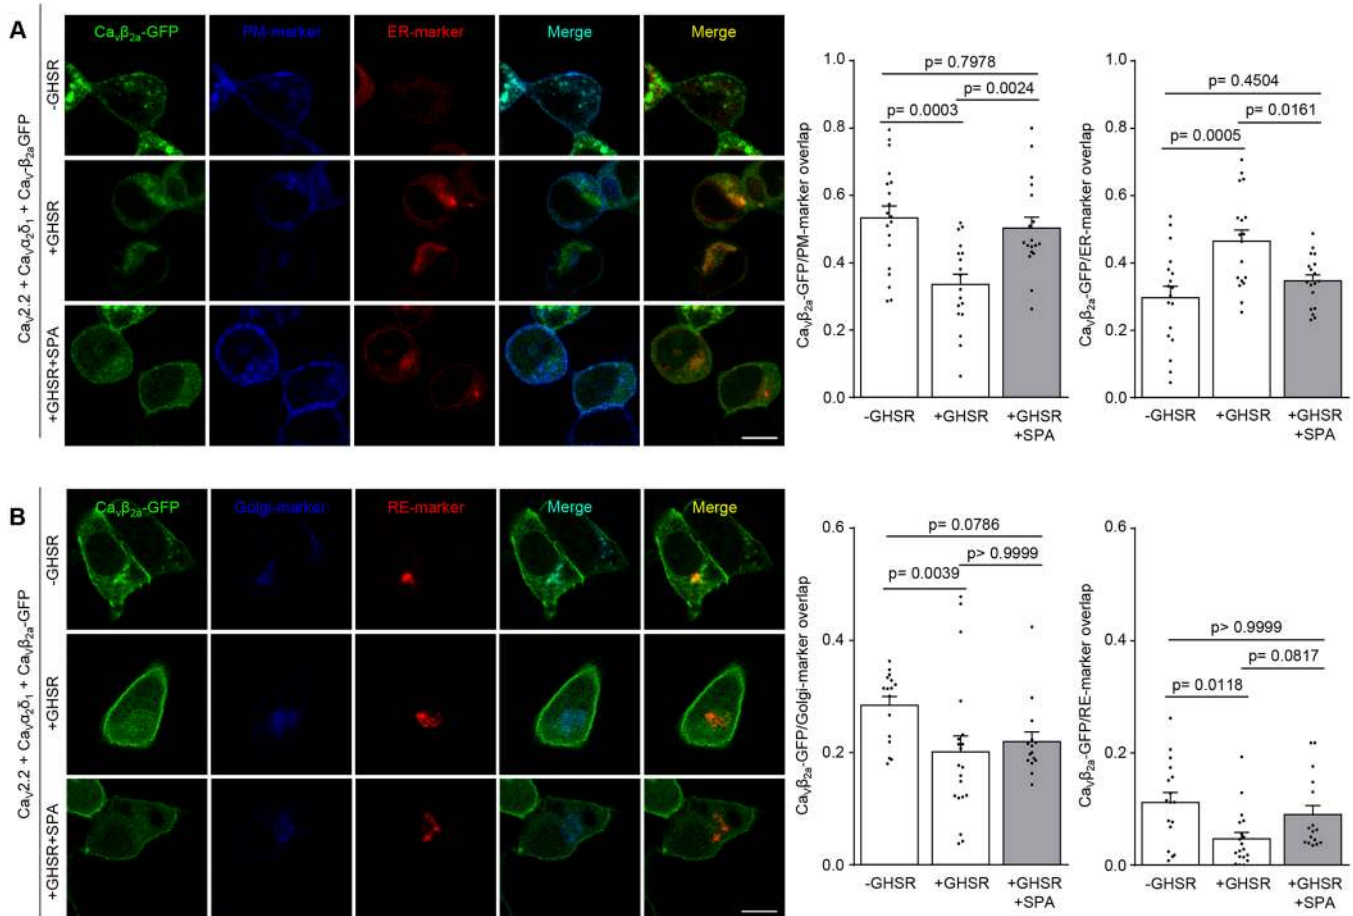 A
Caᵥβ₂ₐ-GFP
PM-marker
ER-marker
Merge
Merge
Caᵥ2.2 + Caᵥα₂δ₁ + Caᵥ-β₂ₐGFP
-GHSR
+GHSR
+GHSR+SPA
Caᵥβ₂ₐ-GFP/PM-marker overlap
1.0
0.8
0.6
0.4
0.2
0.0
p= 0.7978
p= 0.0024
p= 0.0003
-GHSR
+GHSR
+GHSR
+SPA
Caᵥβ₂ₐ-GFP/ER-marker overlap
1.0
0.8
0.6
0.4
0.2
0.0
p= 0.4504
p= 0.0161
p= 0.0005
-GHSR
+GHSR
+GHSR
+SPA
B
Caᵥβ₂ₐ-GFP
Golgi-marker
RE-marker
Merge
Merge
Caᵥ2.2 + Caᵥα₂δ₁ + Caᵥβ₂ₐ-GFP
-GHSR
+GHSR
+GHSR+SPA
Caᵥβ₂ₐ-GFP/Golgi-marker overlap
0.6
0.4
0.2
0.0
p= 0.0786
p> 0.9999
p= 0.0039
-GHSR
+GHSR
+GHSR
+SPA
Caᵥβ₂ₐ-GFP/RE-marker overlap
0.6
0.4
0.2
0.0
p> 0.9999
p= 0.0817
p= 0.0118
-GHSR
+GHSR
+GHSR
+SPA